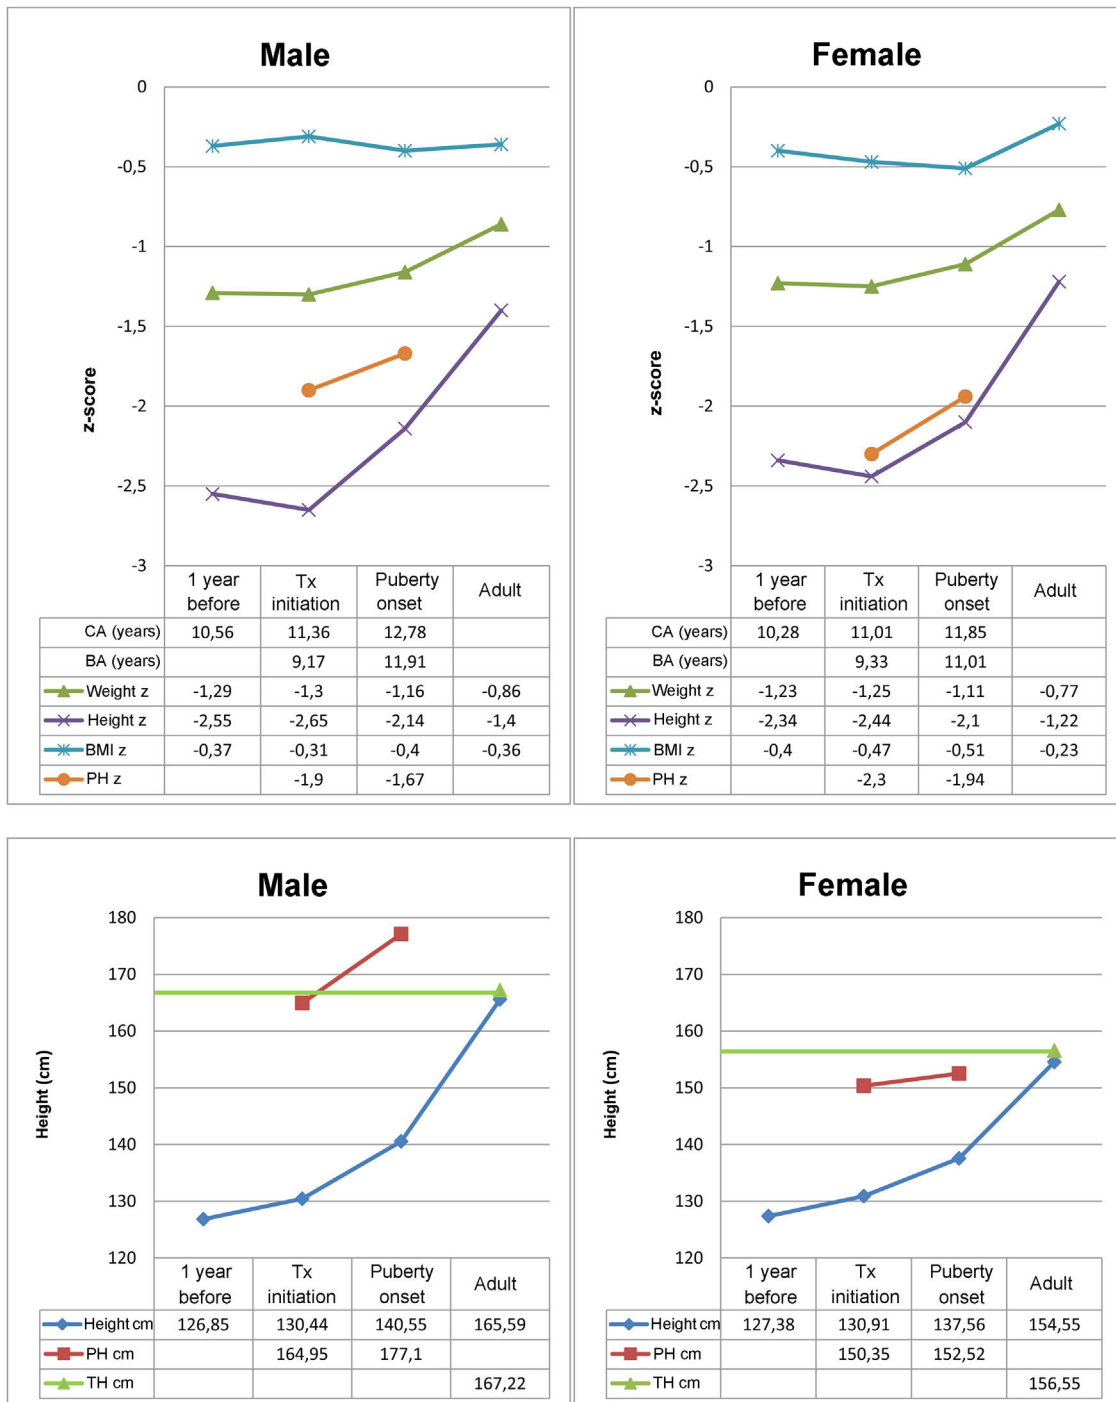 Male
0
-0,5
-1
-1,5
-2
-2,5
-3
z-score
1 year before Tx initiation Puberty onset Adult
CA (years) 10,56 11,36 12,78
BA (years) 9,17 11,91
Weight z -1,29 -1,3 -1,16 -0,86
Height z -2,55 -2,65 -2,14 -1,4
BMI z -0,37 -0,31 -0,4 -0,36
PH z -1,9 -1,67
Female
0
-0,5
-1
-1,5
-2
-2,5
-3
z-score
1 year before Tx initiation Puberty onset Adult
CA (years) 10,28 11,01 11,85
BA (years) 9,33 11,01
Weight z -1,23 -1,25 -1,11 -0,77
Height z -2,34 -2,44 -2,1 -1,22
BMI z -0,4 -0,47 -0,51 -0,23
PH z -2,3 -1,94
Male
180
170
160
150
140
130
120
Height (cm)
1 year before Tx initiation Puberty onset Adult
Height cm 126,85 130,44 140,55 165,59
PH cm 164,95 177,1
TH cm 167,22
Female
180
170
160
150
140
130
120
Height (cm)
1 year before Tx initiation Puberty onset Adult
Height cm 127,38 130,91 137,56 154,55
PH cm 150,35 152,52
TH cm 156,55